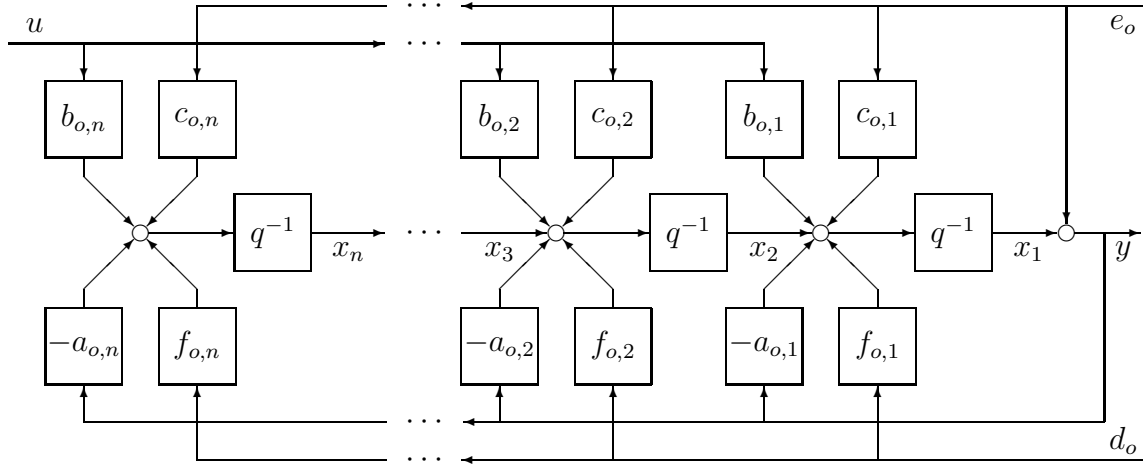 u ··· e_o
···
b_{o,n} c_{o,n} b_{o,2} c_{o,2} b_{o,1} c_{o,1}
q^{-1} x_n ··· x_3 q^{-1} x_2 q^{-1} x_1 y
-a_{o,n} f_{o,n} -a_{o,2} f_{o,2} -a_{o,1} f_{o,1}
···
··· d_o